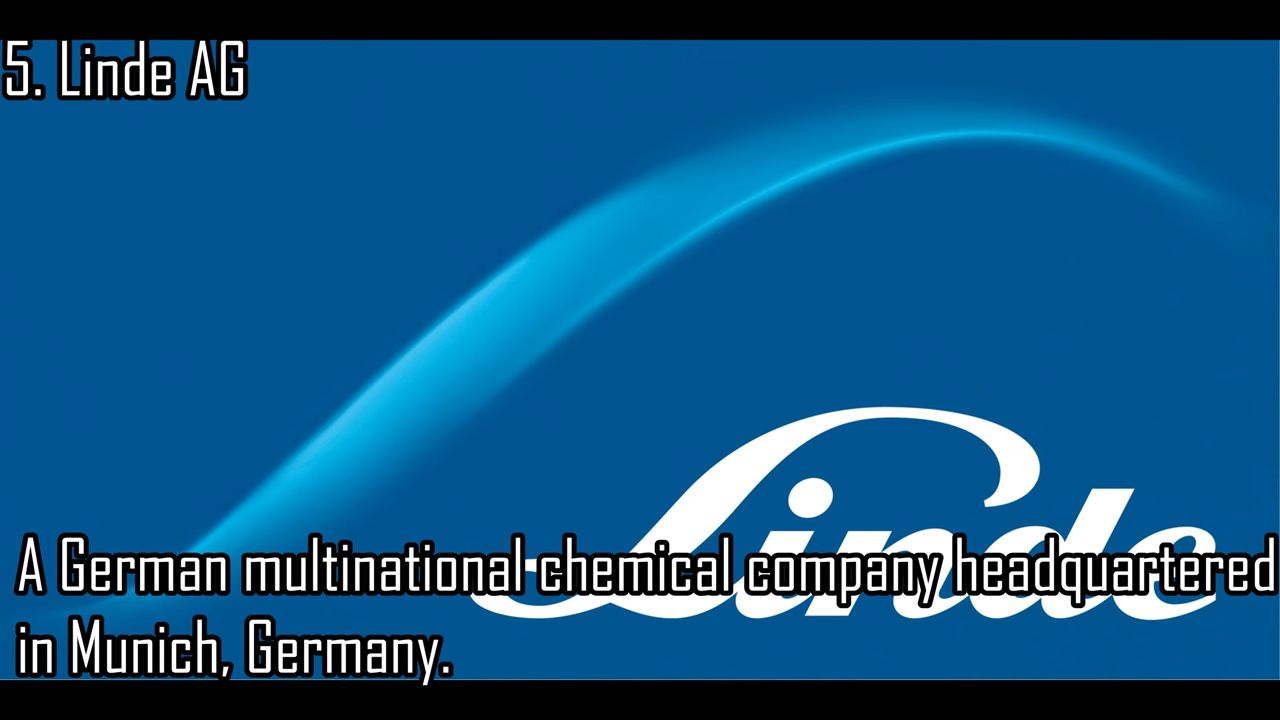 5. Linde AG
Linde
A German multinational chemical company headquartered
in Munich, Germany.